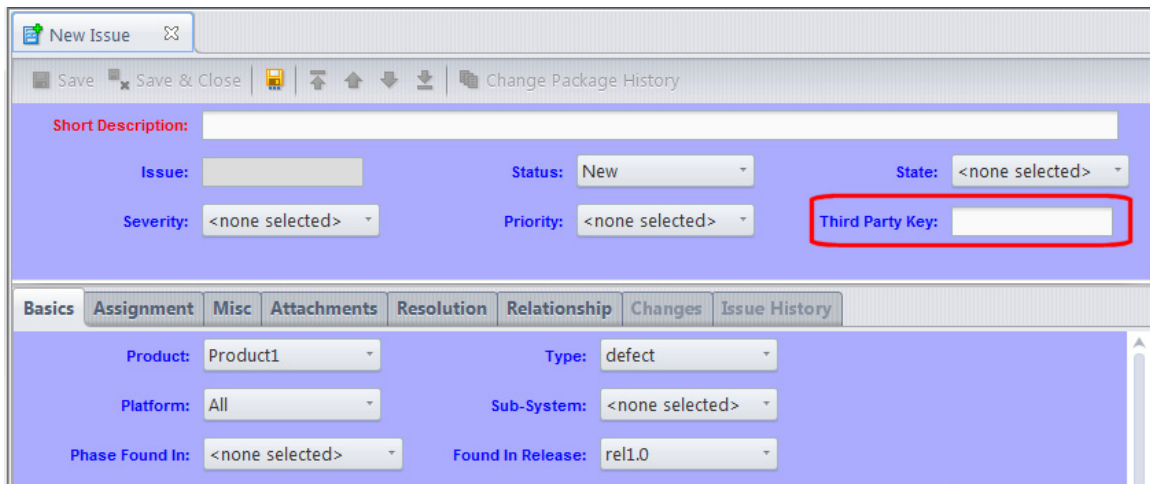 New Issue
Save Save & Close Change Package History
Short Description:
Issue: Status: New State: <none selected>
Severity: <none selected> Priority: <none selected> Third Party Key:
Basics Assignment Misc Attachments Resolution Relationship Changes Issue History
Product: Product1 Type: defect
Platform: All Sub-System: <none selected>
Phase Found In: <none selected> Found In Release: rel1.0